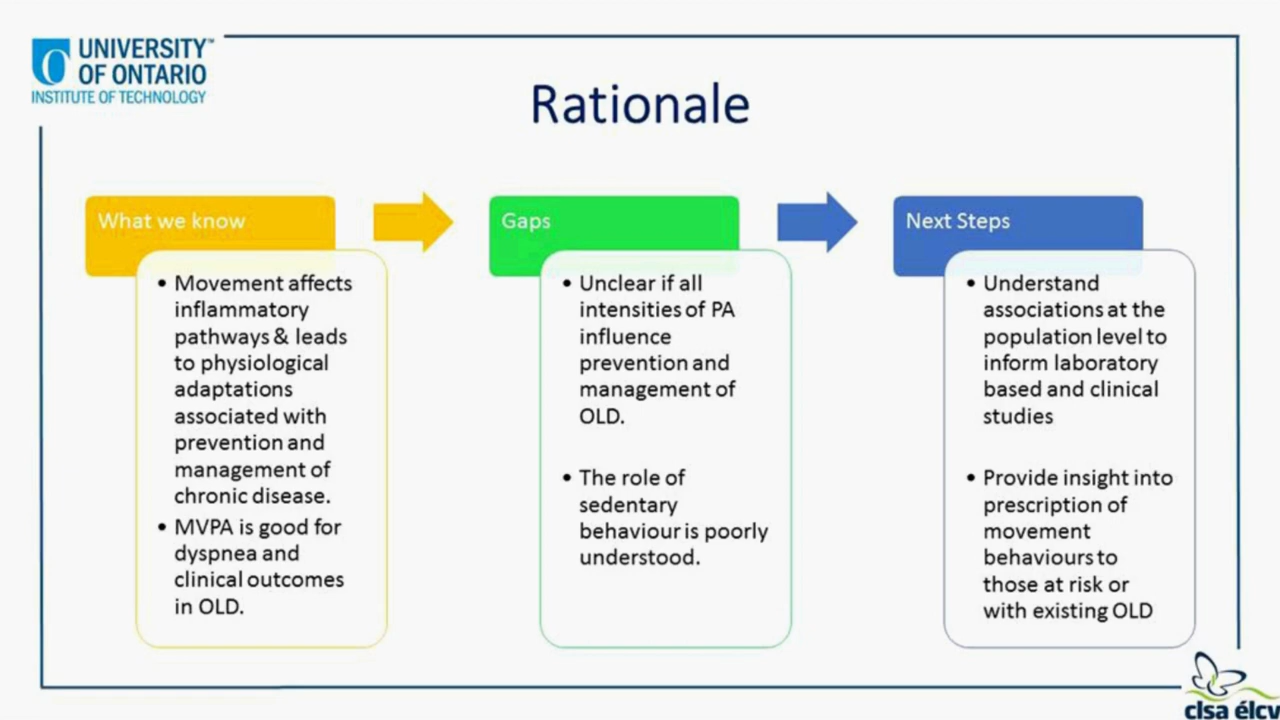 UNIVERSITY™
OF ONTARIO
INSTITUTE OF TECHNOLOGY
Rationale
What we know
• Movement affects
inflammatory
pathways & leads
to physiological
adaptations
associated with
prevention and
management of
chronic disease.
• MVPA is good for
dyspnea and
clinical outcomes
in OLD.
Gaps
• Unclear if all
intensities of PA
influence
prevention and
management of
OLD.
• The role of
sedentary
behaviour is poorly
understood.
Next Steps
• Understand
associations at the
population level to
inform laboratory
based and clinical
studies
• Provide insight into
prescription of
movement
behaviours to
those at risk or
with existing OLD
clsa élcv